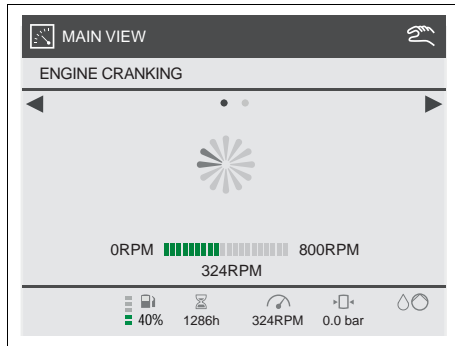 MAIN VIEW
ENGINE CRANKING
0RPM 800RPM
324RPM
40% 1286h 324RPM 0.0 bar